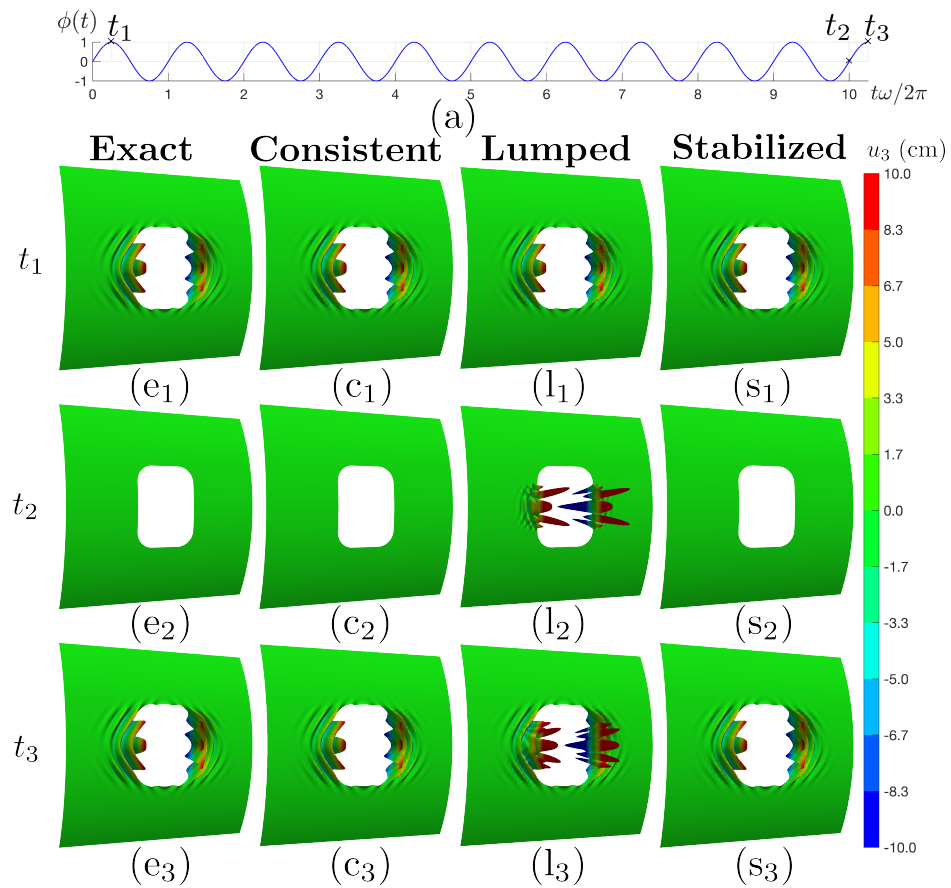 ϕ(t) t₁ t₂ t₃
1
0
-1
0 1 2 3 4 5 6 7 8 9 10 tω/2π
(a)
Exact Consistent Lumped Stabilized u₃ (cm)
t₁
(e₁) (c₁) (l₁) (s₁)
t₂
(e₂) (c₂) (l₂) (s₂)
t₃
(e₃) (c₃) (l₃) (s₃)
10.0
8.3
6.7
5.0
3.3
1.7
0.0
-1.7
-3.3
-5.0
-6.7
-8.3
-10.0